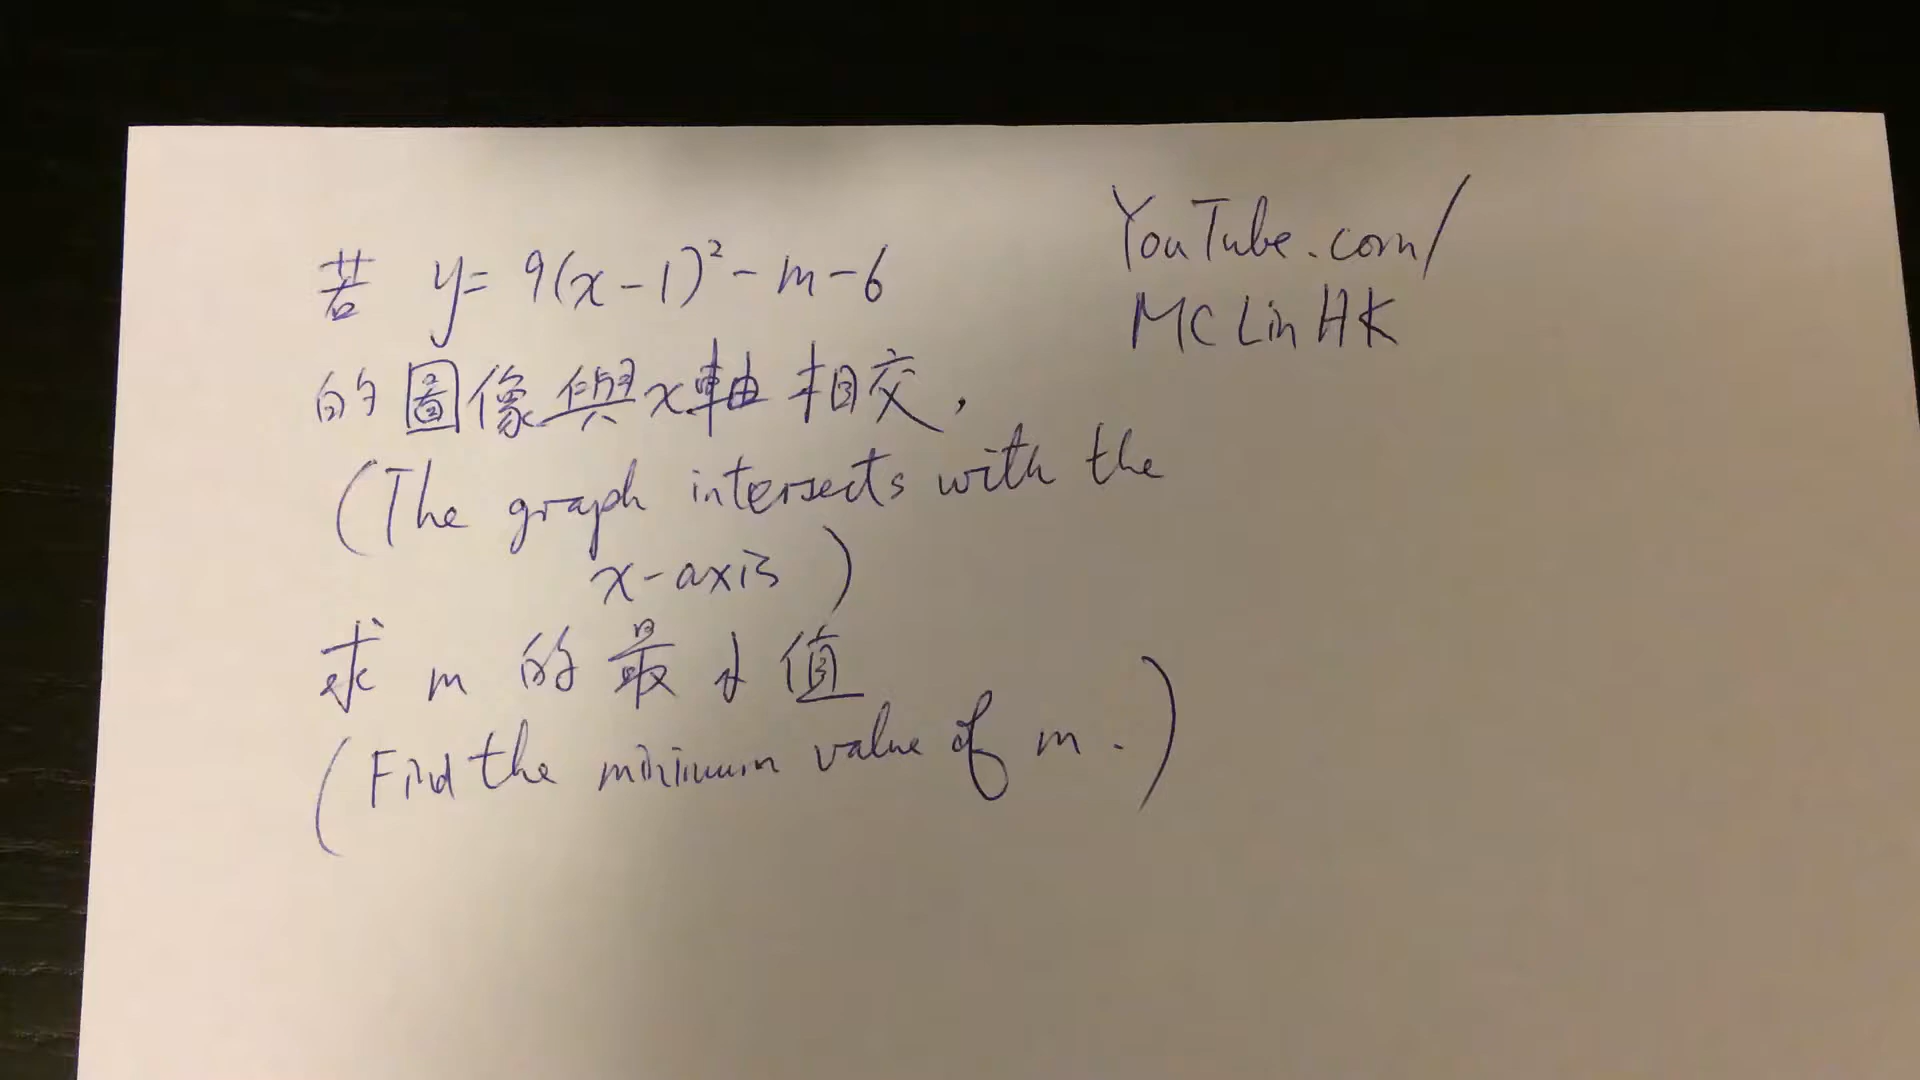 若 y= 9(x-1)²-m-6
的圖像與x軸相交，
(The graph intersects with the
x-axis)
求 m 的最小值
(Find the minimum value of m.)
YouTube.com/
MCLinHK